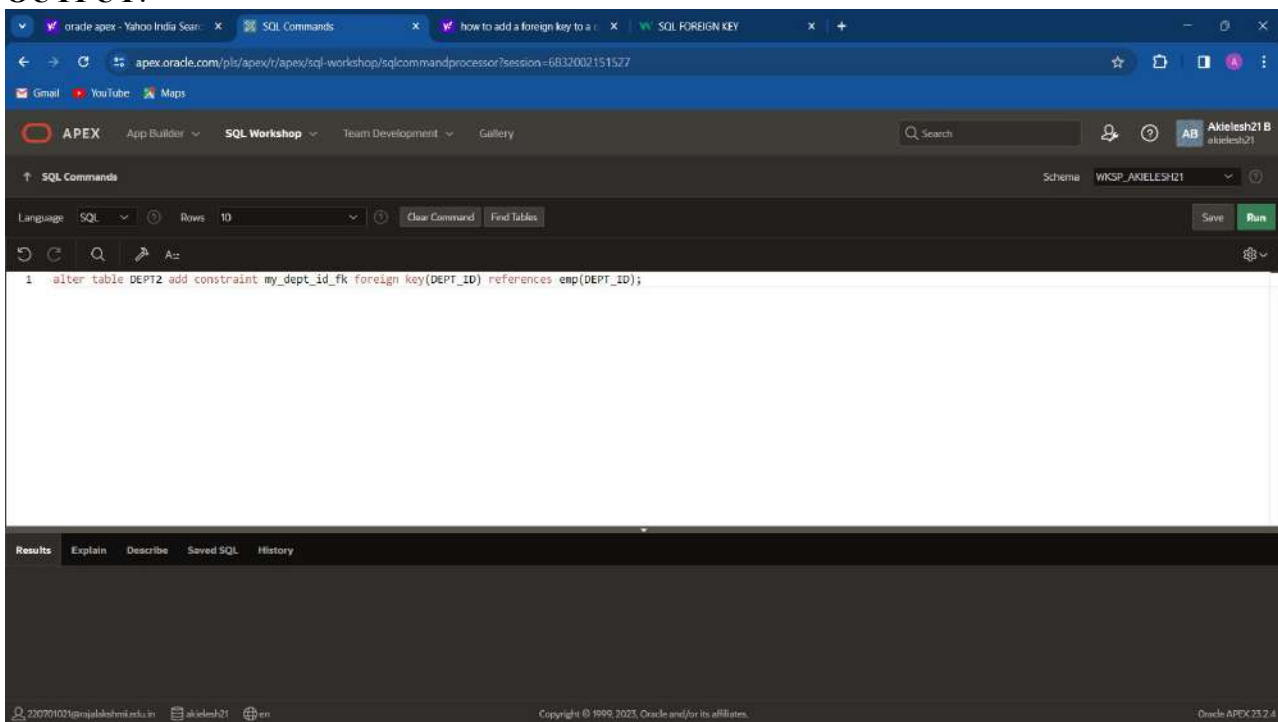 OUTPUT:
oracle apex - Yahoo India Sear SQL Commands how to add a foreign key to a SQL FOREIGN KEY
apex.oracle.com/pls/apex/r/apex/sql-workshop/sqlcommandprocessor?session=6832002151527
Gmail YouTube Maps
APEX App Builder SQL Workshop Team Development Gallery Search AB Akielesh21 B
akielesh21
SQL Commands Schema WKSP_AKIELESH21
Language SQL Rows 10 Clear Command Find Tables Save Run
1 alter table DEPT2 add constraint my_dept_id_fk foreign key(DEPT_ID) references emp(DEPT_ID);
Results Explain Describe Saved SQL History
220701021@rajalakshmi.edu.in akielesh21 en Copyright © 1999, 2023, Oracle and/or its affiliates. Oracle APEX 23.2.4